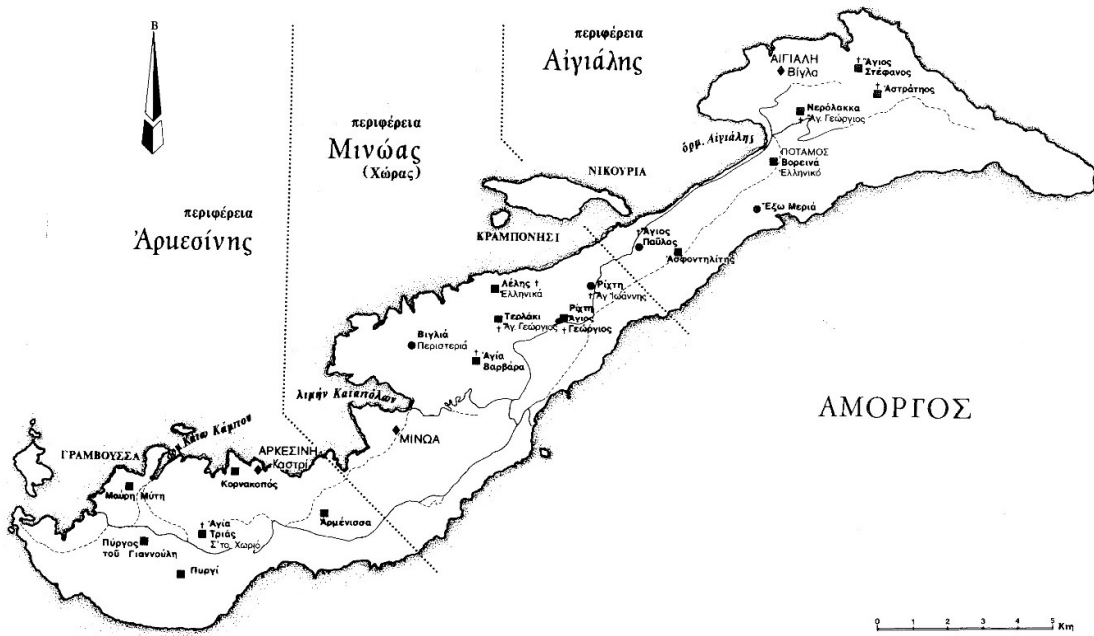 Β
περιφέρεια
Αἰγιάλης
περιφέρεια
Μινώας
(Χώρας)
περιφέρεια
Ἀρκεσίνης
ΑΙΓΙΑΛΗ
Βίγλα
† Ἅγιος
Στέφανος
† Ἀστράτηος
Νερόλακκα
† Ἁγ. Γεώργιος
ὅρμ. Αἰγιάλης
ΠΟΤΑΜΟΣ
Βορεινά
Ἑλληνικό
ΝΙΚΟΥΡΙΑ
Ἔξω Μεριά
ΚΡΑΜΠΟΝΗΣΙ
† Ἅγιος
Παῦλος
Ἀσφοντηλίτης
Λέλης †
Ἑλληνικά
Ρίχτη
† Ἁγ Ἰωάννης
Τερλάκι
† Ἁγ. Γεώργιος
Ρίχτη
Ἅγιος
† Γεώργιος
Βιγλιά
Περιστεριά
† Ἁγία
Βαρβάρα
λιμὴν Καταπόλων
ΑΜΟΡΓΟΣ
ΜΙΝΩΑ
Κάτω Κάμπου
ΓΡΑΜΒΟΥΣΣΑ
ΑΡΚΕΣΙΝΗ
Καστρί
Κορνακοπός
Μαύρη Μύτη
Ἀρμένισσα
† Ἁγία
Τριάς
Σ' το Χωριό
Πύργος
τοῦ Γιαννούλη
Πυργί
0 1 2 3 4 5 Km